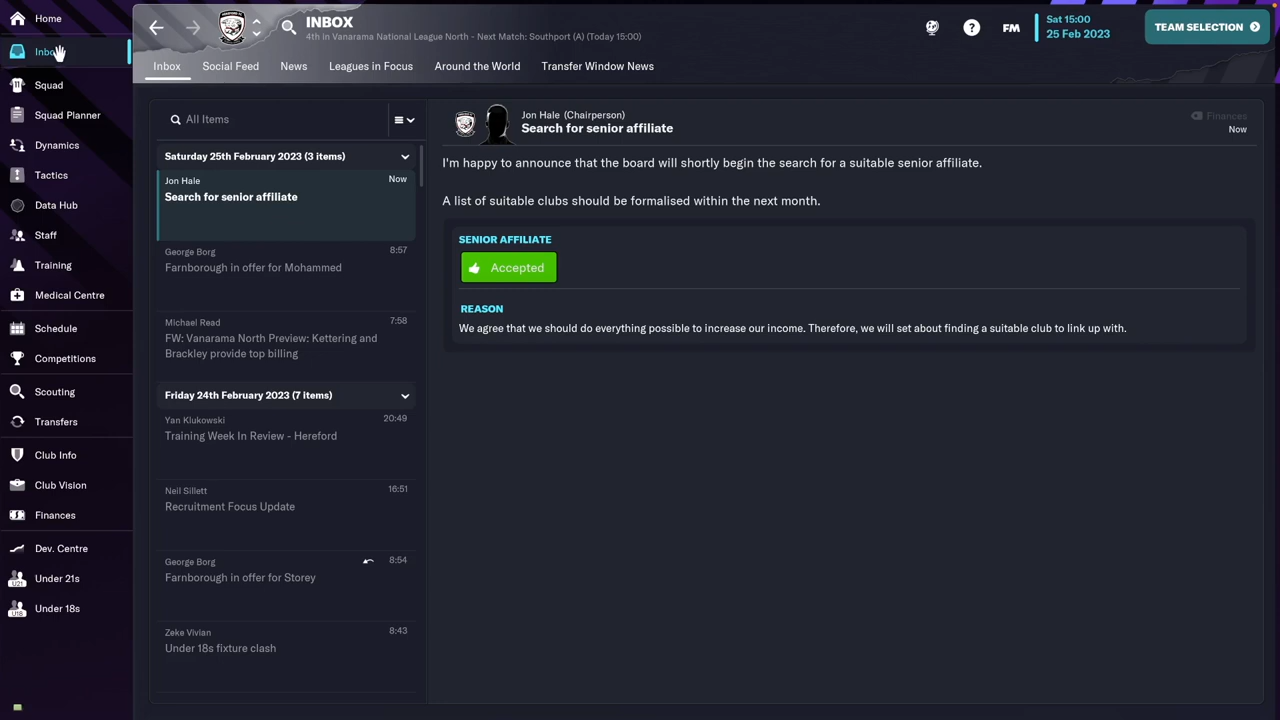 Home
Inbox
Squad
Squad Planner
Dynamics
Tactics
Data Hub
Staff
Training
Medical Centre
Schedule
Competitions
Scouting
Transfers
Club Info
Club Vision
Finances
Dev. Centre
U21
Under 21s
U18
Under 18s
INBOX
4th in Vanarama National League North - Next Match: Southport (A) (Today 15:00)
?
FM
Sat 15:00
25 Feb 2023
TEAM SELECTION
Inbox
Social Feed
News
Leagues in Focus
Around the World
Transfer Window News
All Items
Saturday 25th February 2023 (3 items)
Jon Hale
Now
Search for senior affiliate
George Borg
8:57
Farnborough in offer for Mohammed
Michael Read
7:58
FW: Vanarama North Preview: Kettering and
Brackley provide top billing
Friday 24th February 2023 (7 items)
Yan Klukowski
20:49
Training Week In Review - Hereford
Neil Sillett
16:51
Recruitment Focus Update
George Borg
8:54
Farnborough in offer for Storey
Zeke Vivian
8:43
Under 18s fixture clash
Jon Hale (Chairperson)
Search for senior affiliate
Finances
Now
I'm happy to announce that the board will shortly begin the search for a suitable senior affiliate.
A list of suitable clubs should be formalised within the next month.
SENIOR AFFILIATE
Accepted
REASON
We agree that we should do everything possible to increase our income. Therefore, we will set about finding a suitable club to link up with.